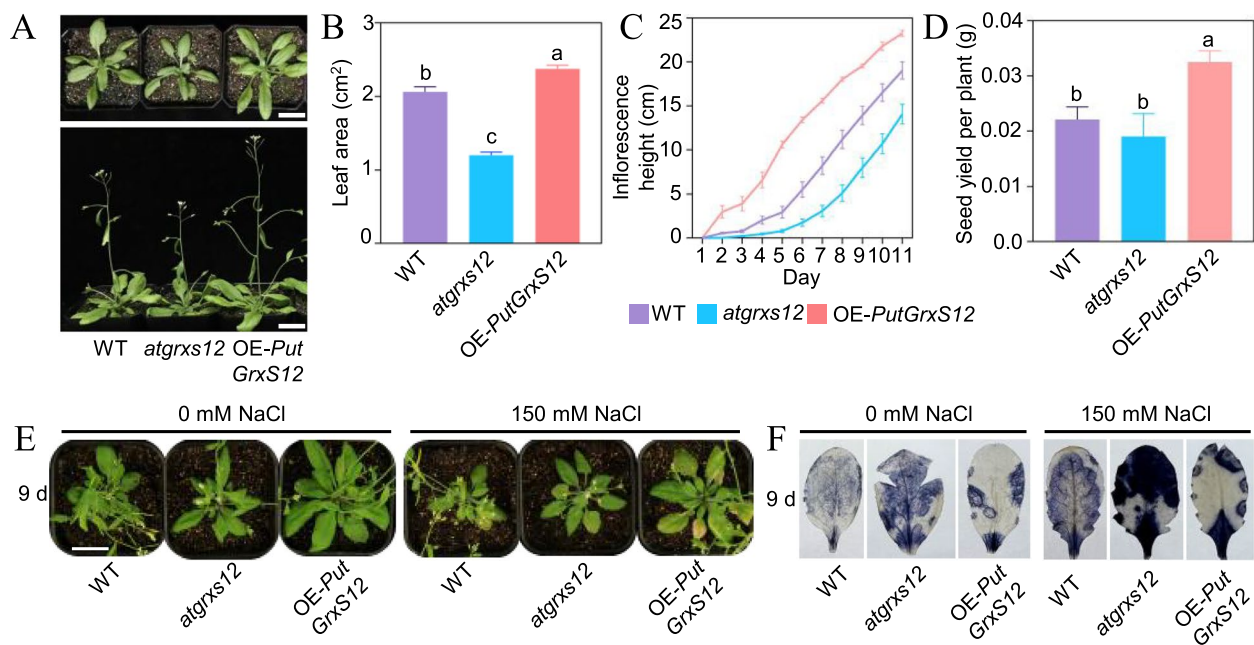 A
WT atgrxs12 OE-Put
GrxS12
B
Leaf area (cm²)
3
2
1
0
b
c
a
WT
atgrxs12
OE-PutGrxS12
C
Inflorescence
height (cm)
25
20
15
10
5
0
1 2 3 4 5 6 7 8 9 10 11
Day
WT atgrxs12 OE-PutGrxS12
D
Seed yield per plant (g)
0.04
0.03
0.02
0.01
0.0
b
b
a
WT
atgrxs12
OE-PutGrxS12
E
0 mM NaCl 150 mM NaCl
9 d
WT
atgrxs12
OE-Put
GrxS12
WT
atgrxs12
OE-Put
GrxS12
F
0 mM NaCl 150 mM NaCl
9 d
WT
atgrxs12
OE-Put
GrxS12
WT
atgrxs12
OE-Put
GrxS12